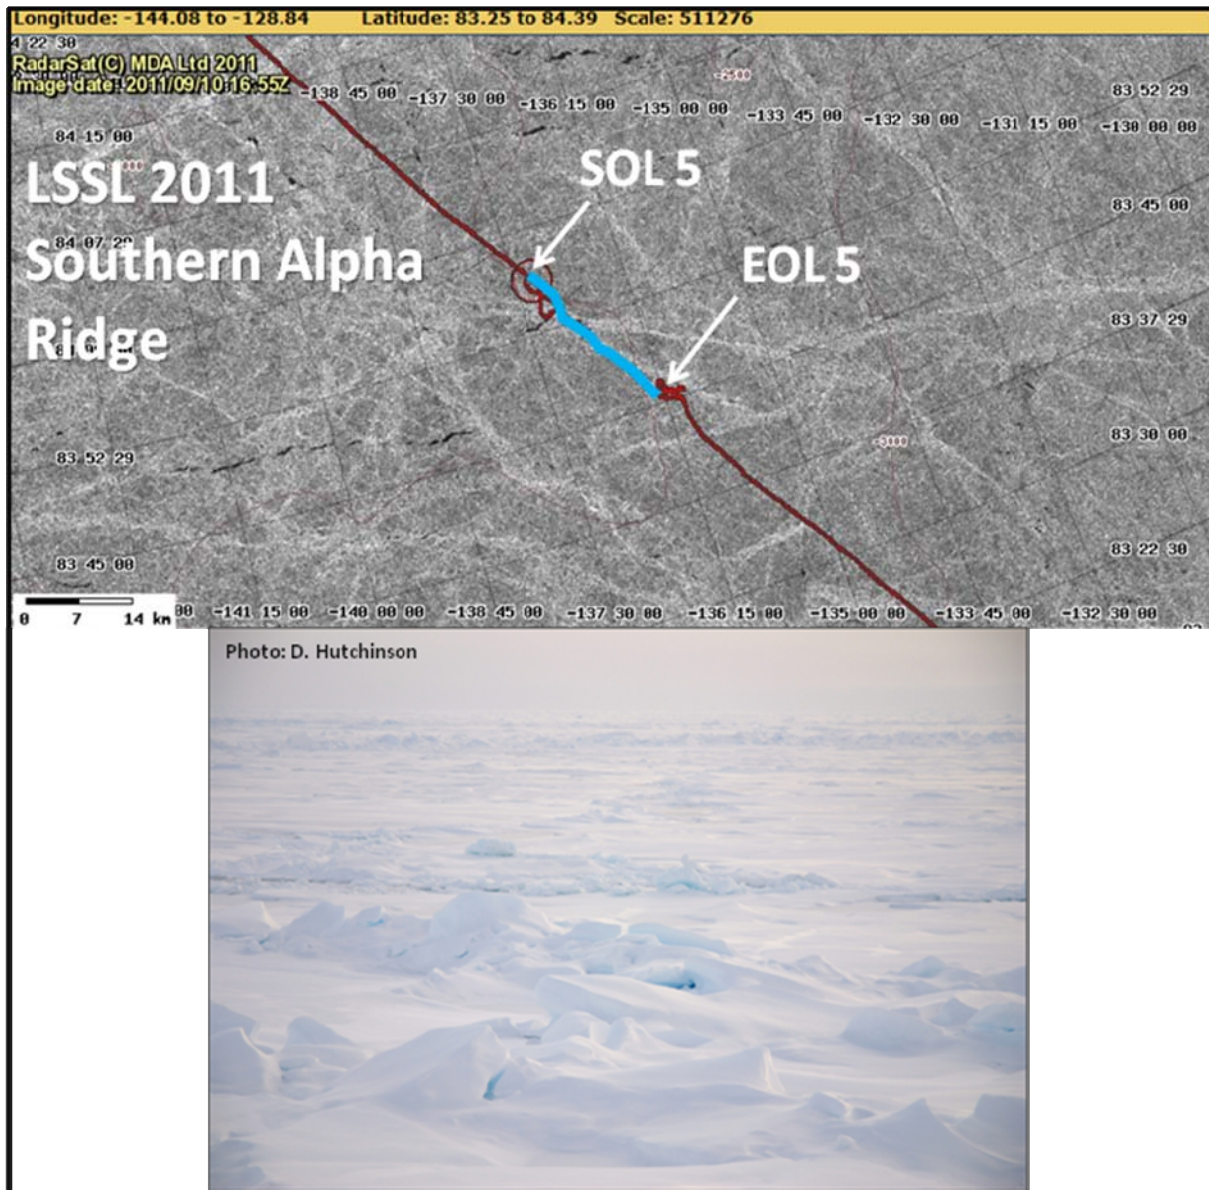 Longitude: -144.08 to -128.84 Latitude: 83.25 to 84.39 Scale: 511276
4 22 30
RadarSat(C) MDA Ltd 2011
Image date: 2011/09/10:16:55Z
-138 45 00 -137 30 00 -136 15 00 -135 00 00 -133 45 00 -132 30 00 -131 15 00 -130 00 00
-2500
83 52 29
84 15 00
LSSL 2011
SOL 5
83 45 00
84 07 29
Southern Alpha
EOL 5
Ridge
83 37 29
83 30 00
-3000
83 52 29
83 22 30
83 45 00
0 7 14 km
00 -141 15 00 -140 00 00 -138 45 00 -137 30 00 -136 15 00 -135 00 00 -133 45 00 -132 30 00
Photo: D. Hutchinson